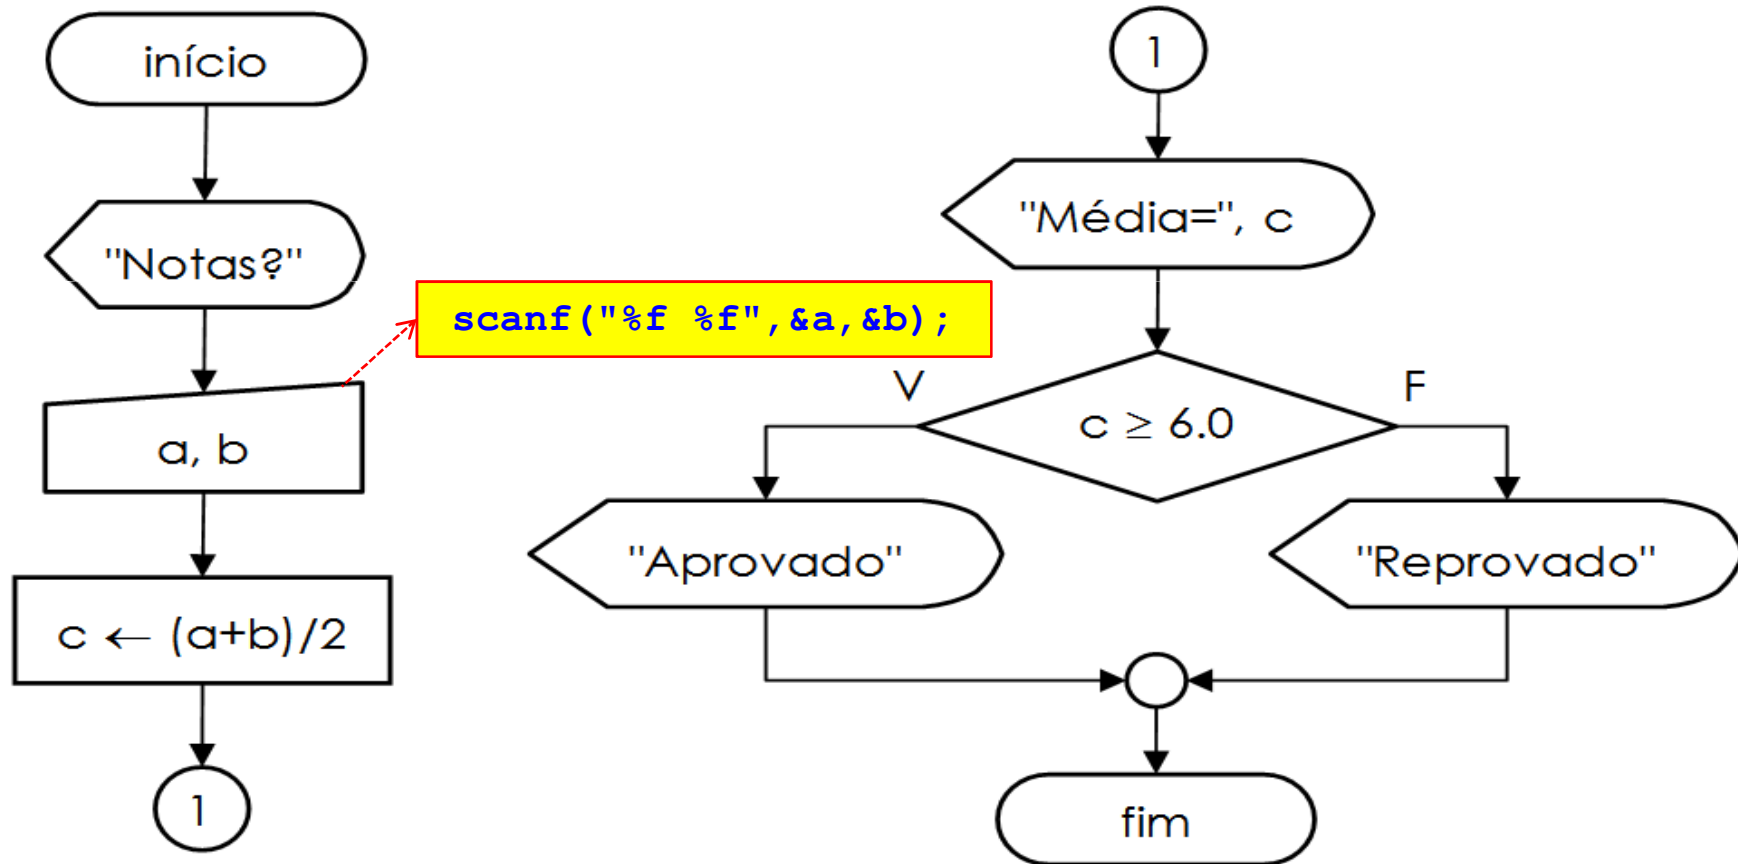 início
"Notas?"
scanf("%f %f",&a,&b);
a, b
c ← (a+b)/2
1
1
"Média=", c
V
F
c ≥ 6.0
"Aprovado"
"Reprovado"
fim